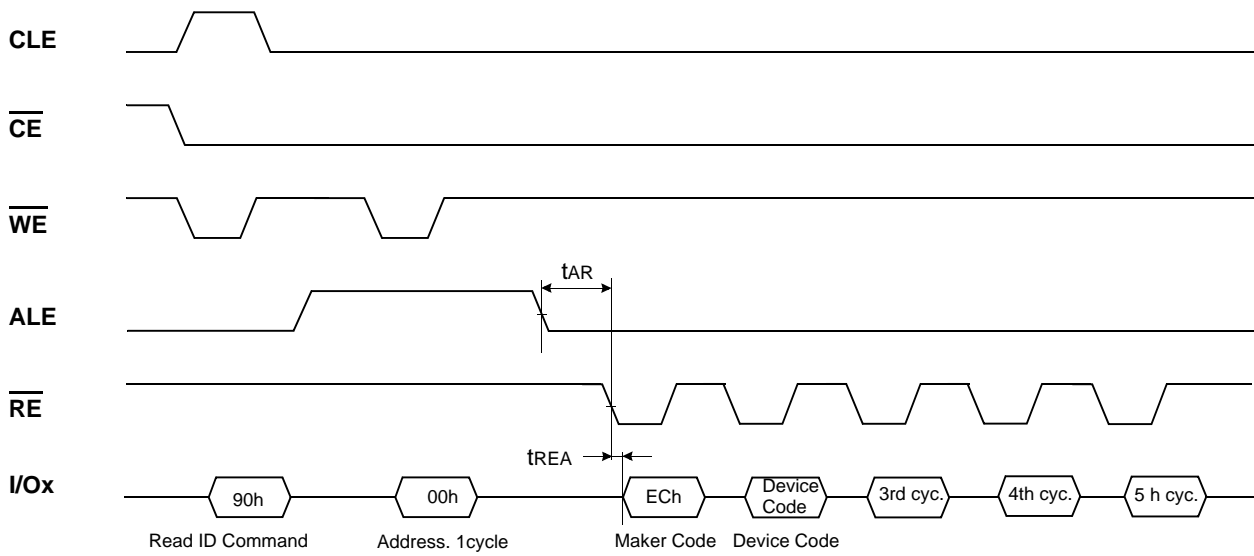 CLE
CE
WE
tAR
ALE
RE
tREA
I/Ox
90h
00h
ECh
Device
Code
3rd cyc.
4th cyc.
5 h cyc.
Read ID Command
Address. 1cycle
Maker Code
Device Code